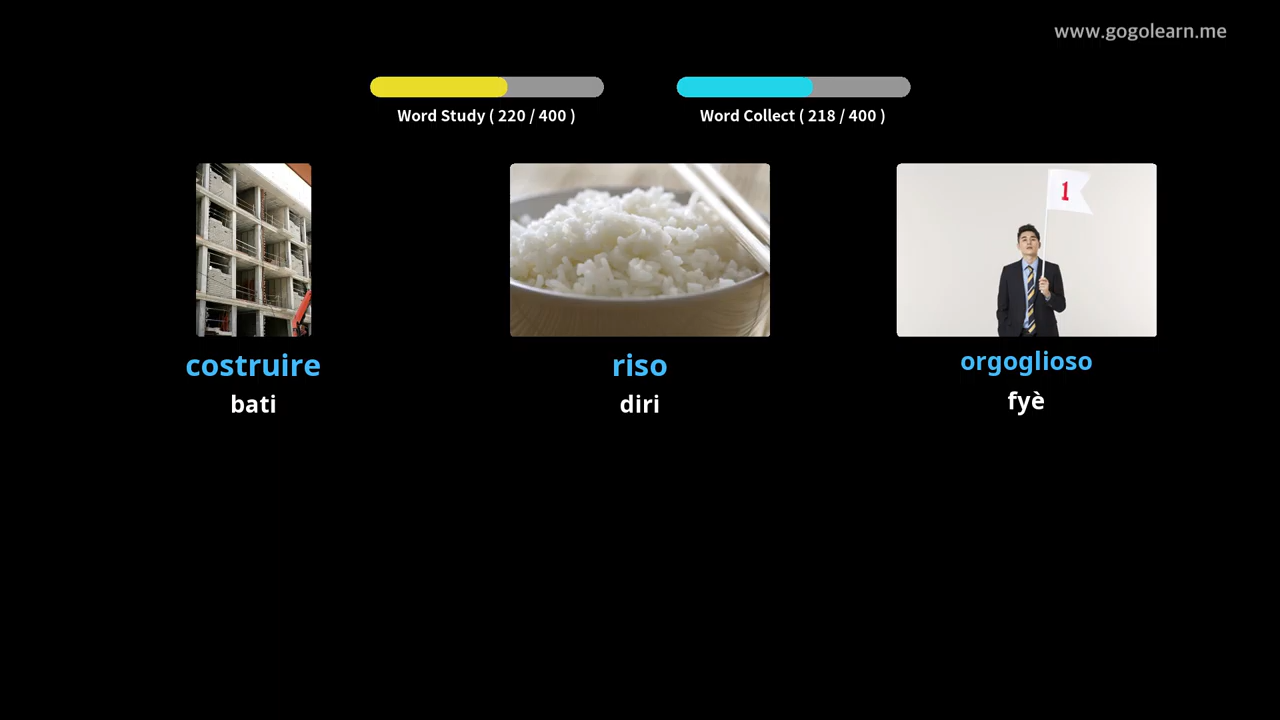 www.gogolearn.me
Word Study ( 220 / 400 )
Word Collect ( 218 / 400 )
1
costruire
riso
orgoglioso
bati
diri
fyè